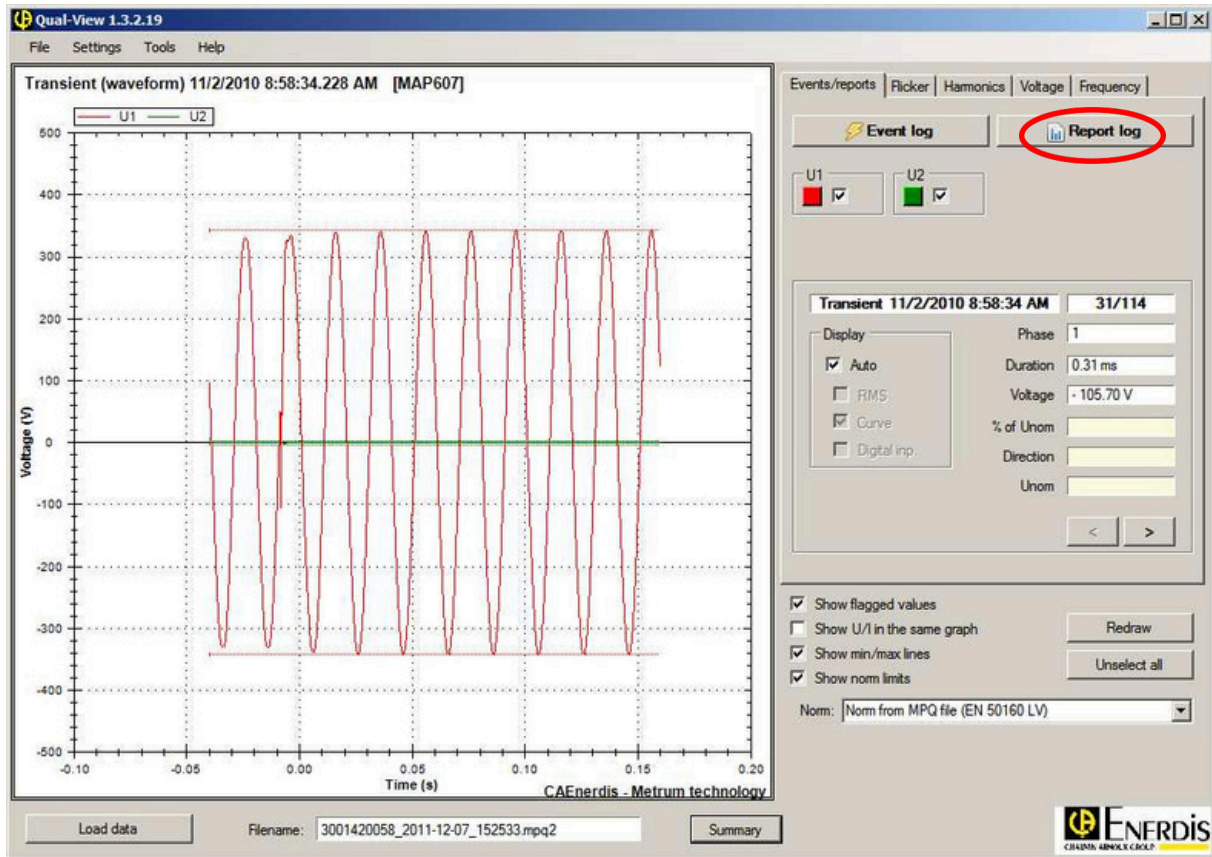 Qual-View 1.3.2.19
File Settings Tools Help
Transient (waveform) 11/2/2010 8:58:34.228 AM [MAP607]
U1 U2
500
400
300
200
100
0
-100
-200
-300
-400
-500
Voltage (V)
-0.10 -0.05 0.00 0.05 0.10 0.15 0.20
Time (s)
CAEnerdis - Metrum technology
Events/reports Flicker Harmonics Voltage Frequency
Event log Report log
U1 U2
Transient 11/2/2010 8:58:34 AM 31/114
Display
Auto
RMS
Curve
Digital inp
Phase 1
Duration 0.31 ms
Voltage - 105.70 V
% of Unom
Direction
Unom
< >
Show flagged values
Show U/I in the same graph
Show min/max lines
Show norm limits
Redraw
Unselect all
Norm: Norm from MPQ file (EN 50160 LV)
Load data Filename: 3001420058_2011-12-07_152533.mpq2 Summary
ENERDIS
CHAUVIN ARNOUX GROUP